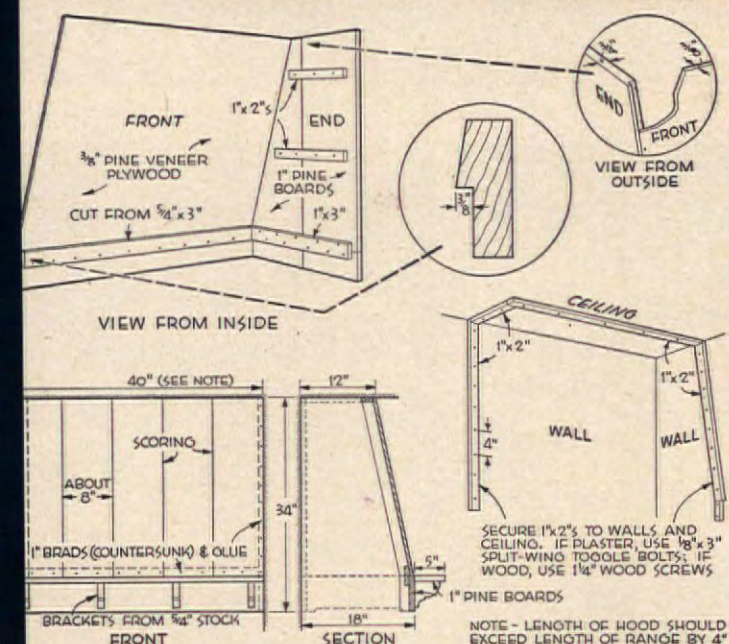 FRONT
3/8" PINE VENEER
PLYWOOD
CUT FROM 5/4" x 3"
1" x 2"s
END
1" PINE
BOARDS
1" x 3"
VIEW FROM INSIDE
3/8"
END
FRONT
VIEW FROM
OUTSIDE
3/8"
CEILING
1" x 2"
1" x 2"
WALL
WALL
4"
SECURE 1" x 2"s TO WALLS AND
CEILING. IF PLASTER, USE 1/8" x 3"
SPLIT-WING TOGGLE BOLTS; IF
WOOD, USE 1 1/4" WOOD SCREWS
40" (SEE NOTE)
SCORING
ABOUT
8"
1" BRADS (COUNTERSUNK) & GLUE
BRACKETS FROM 5/4" STOCK
FRONT
12"
34"
5"
1" PINE BOARDS
18"
SECTION
NOTE - LENGTH OF HOOD SHOULD
EXCEED LENGTH OF RANGE BY 4"